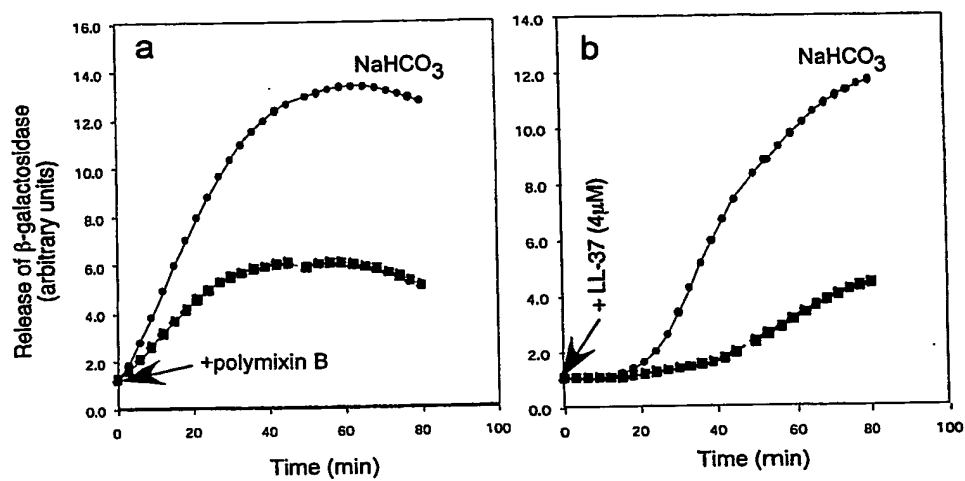 a
NaHCO3
+polymixin B
Release of β-galactosidase
(arbitrary units)
16.0
14.0
12.0
10.0
8.0
6.0
4.0
2.0
0.0
0 20 40 60 80 100
Time (min)
b
NaHCO3
+ LL-37 (4µM)
14.0
12.0
10.0
8.0
6.0
4.0
2.0
0.0
0 20 40 60 80 100
Time (min)